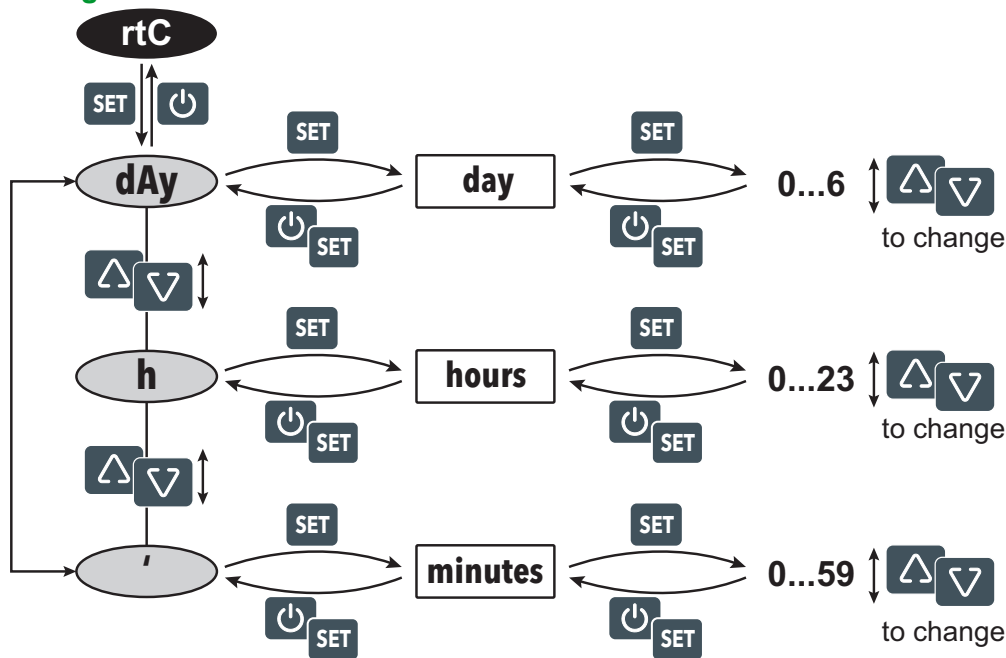 rtC
SET
dAy SET day SET 0...6
SET SET to change
h SET hours SET 0...23
SET SET to change
' SET minutes SET 0...59
SET SET to change